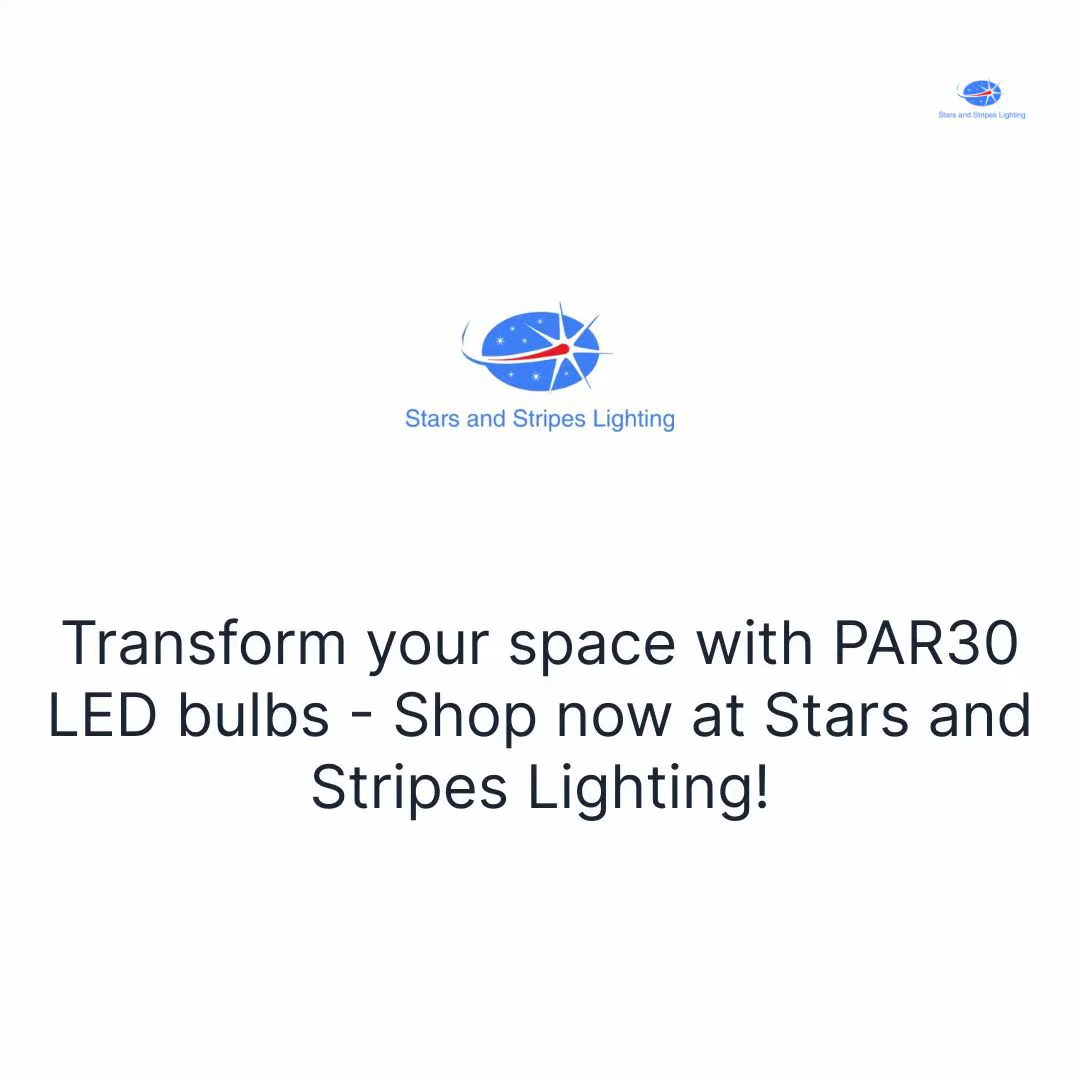 Stars and Stripes Lighting
Stars and Stripes Lighting
Transform your space with PAR30
LED bulbs - Shop now at Stars and
Stripes Lighting!